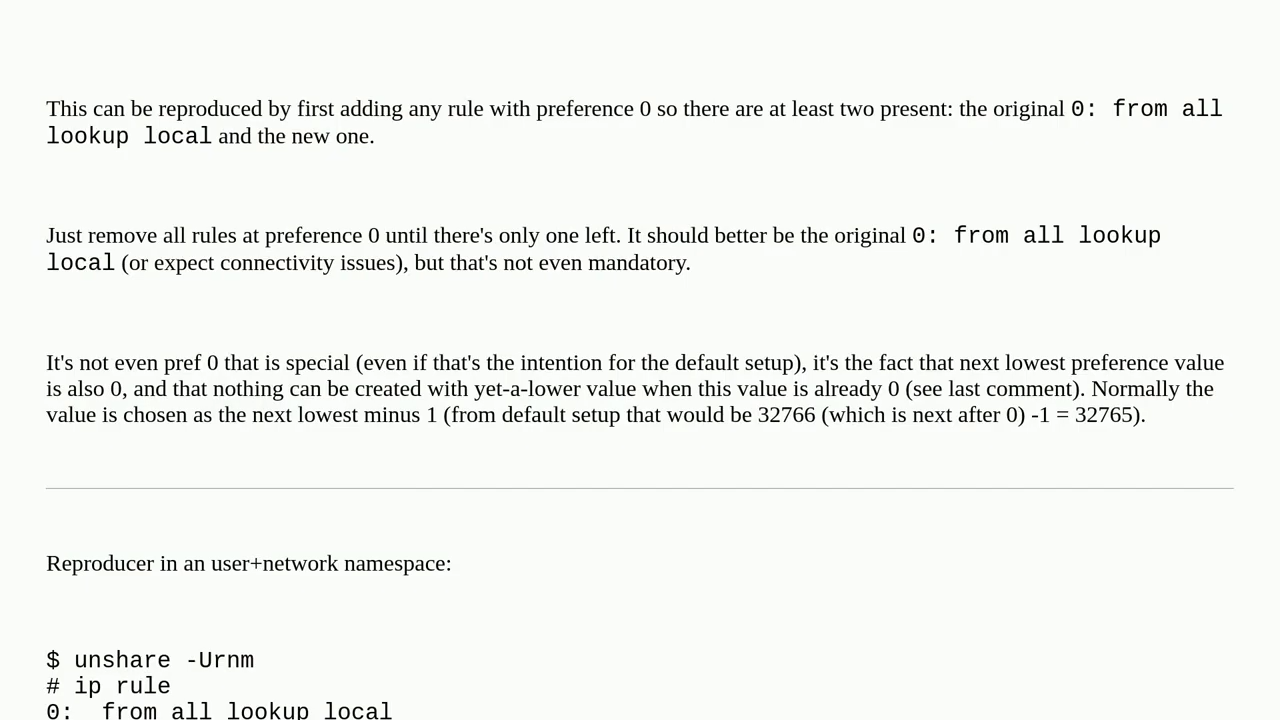 This can be reproduced by first adding any rule with preference 0 so there are at least two present: the original 0: from all
lookup local and the new one.
Just remove all rules at preference 0 until there's only one left. It should better be the original 0: from all lookup
local (or expect connectivity issues), but that's not even mandatory.
It's not even pref 0 that is special (even if that's the intention for the default setup), it's the fact that next lowest preference value
is also 0, and that nothing can be created with yet-a-lower value when this value is already 0 (see last comment). Normally the
value is chosen as the next lowest minus 1 (from default setup that would be 32766 (which is next after 0) -1 = 32765).
Reproducer in an user+network namespace:
$ unshare -Urnm
# ip rule
0:  from all lookup local